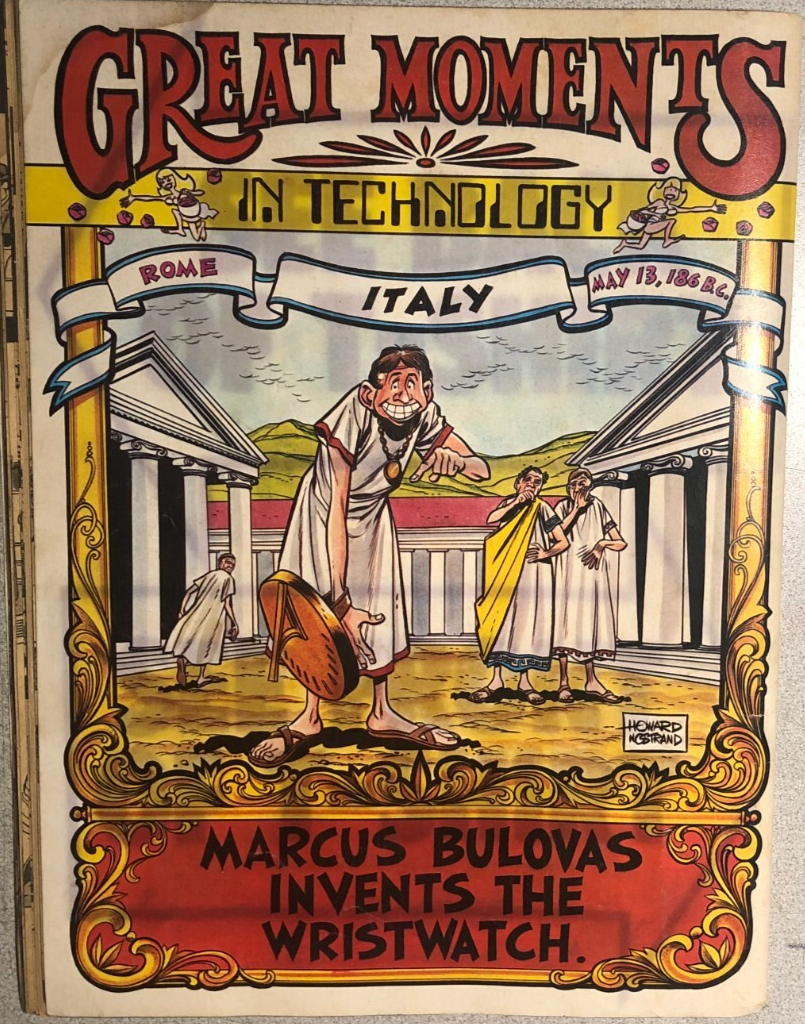 GREAT MOMENTS
IN TECHNOLOGY
ROME
ITALY
MAY 13, 186 B.C.
HOWARD
NOSTRAND
MARCUS BULOVAS
INVENTS THE
WRISTWATCH.